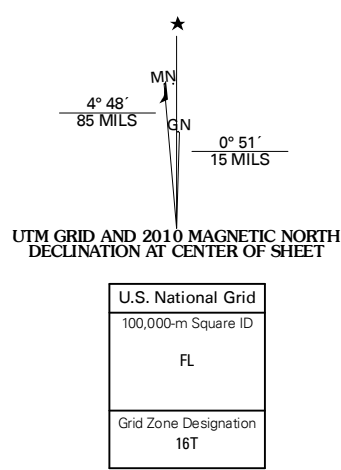 MN
4° 48´
85 MILS
GN
0° 51´
15 MILS
UTM GRID AND 2010 MAGNETIC NORTH
DECLINATION AT CENTER OF SHEET
U.S. National Grid
100,000-m Square ID
FL
Grid Zone Designation
16T